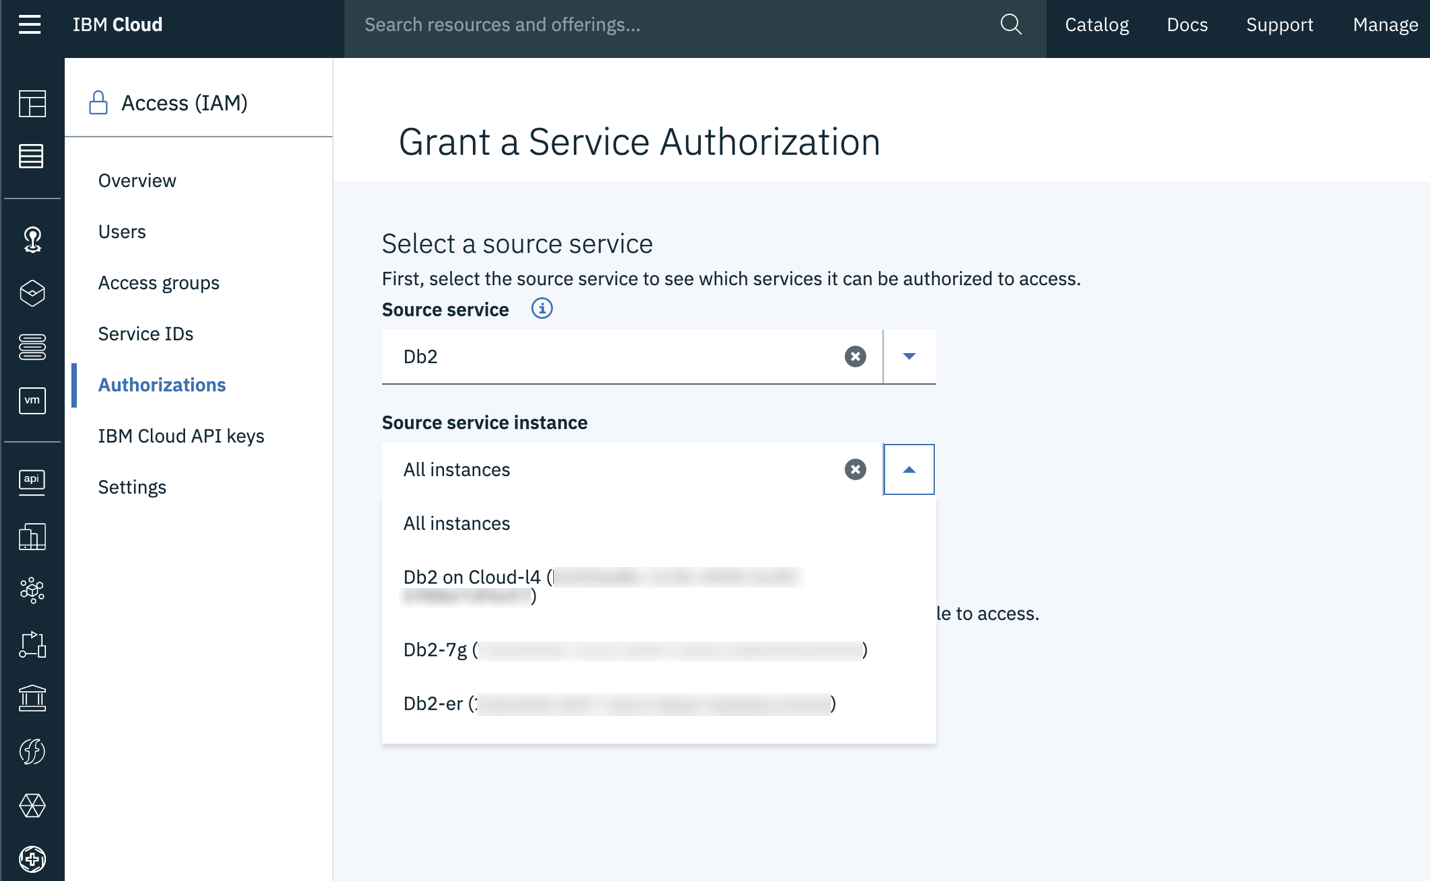 IBM Cloud
Search resources and offerings...
Catalog
Docs
Support
Manage
Access (IAM)
Overview
Users
Access groups
Service IDs
Authorizations
IBM Cloud API keys
Settings
vm
api
Grant a Service Authorization
Select a source service
First, select the source service to see which services it can be authorized to access.
Source service
Db2
Source service instance
All instances
All instances
Db2 on Cloud-l4 (
)
le to access.
Db2-7g ( )
Db2-er ( )